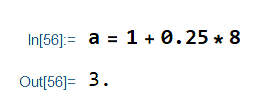 In[56]:= a = 1 + 0.25 * 8
Out[56]= 3.